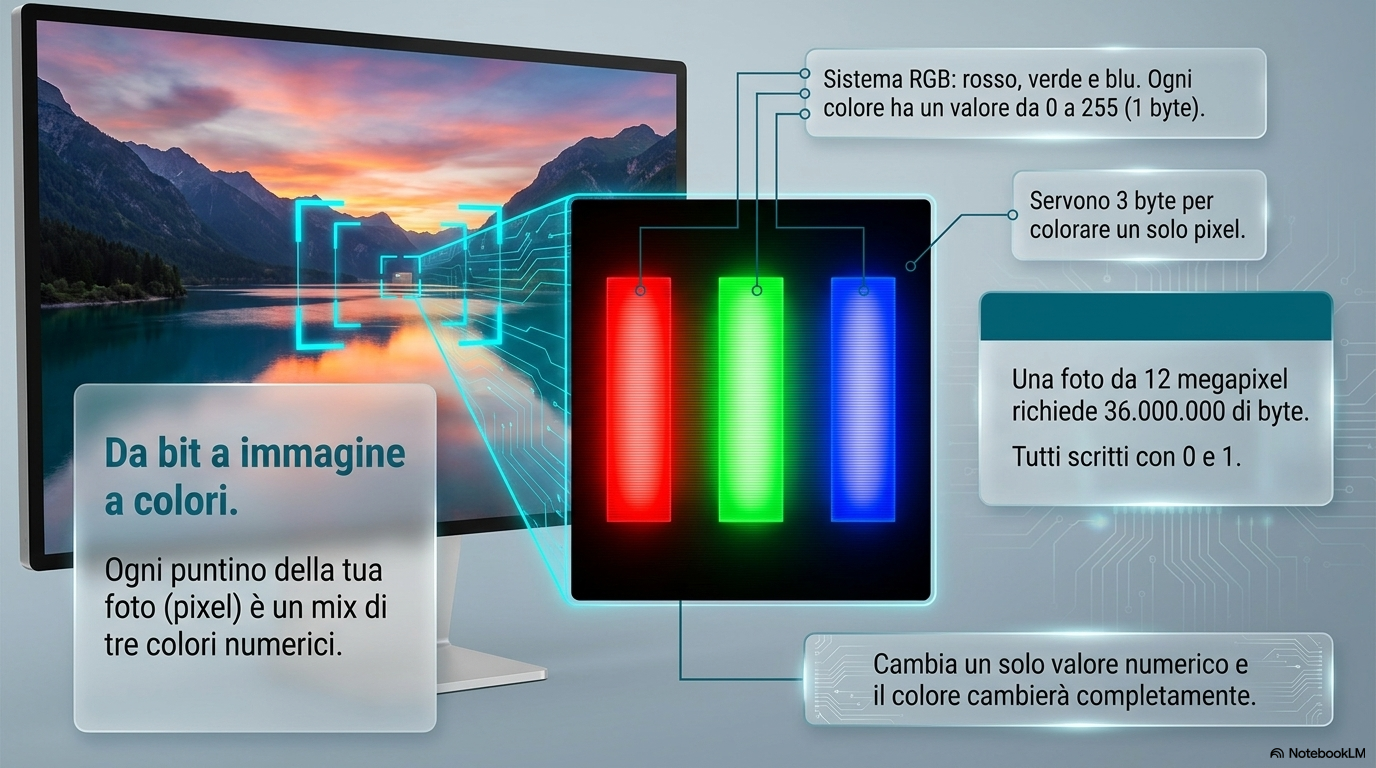 Sistema RGB: rosso, verde e blu. Ogni
colore ha un valore da 0 a 255 (1 byte).
Servono 3 byte per
colorare un solo pixel.
Una foto da 12 megapixel
richiede 36.000.000 di byte.
Tutti scritti con 0 e 1.
Da bit a immagine
a colori.
Ogni puntino della tua
foto (pixel) è un mix di
tre colori numerici.
Cambia un solo valore numerico e
il colore cambierà completamente.
NotebookLM